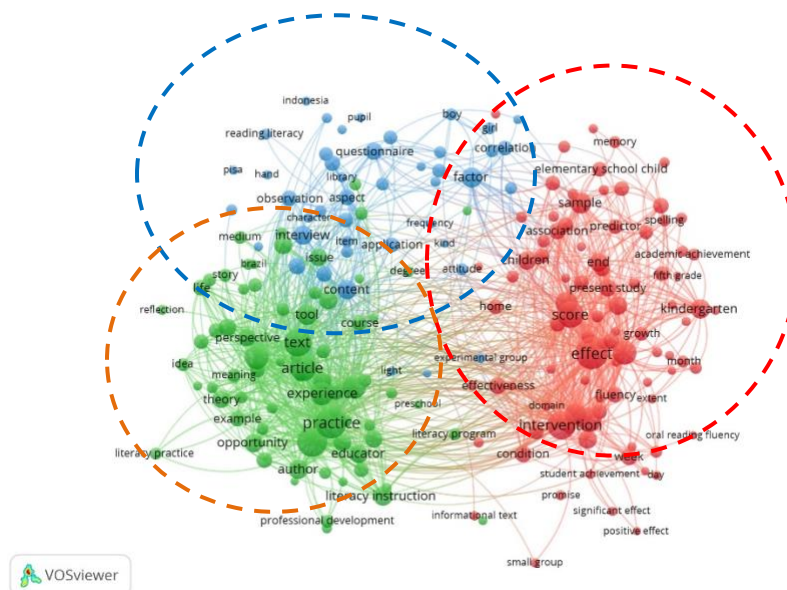 indonesia
pupil
boy
girl
reading literacy
memory
questionnaire
correlation
pisa
hand
library
factor
elementary school child
observation
aspect
sample
character
frequency
association
predictor
spelling
medium
interview
item
application
kind
brazil
issue
degree
attitude
children
end
academic achievement
story
fifth grade
life
content
present study
reflection
tool
course
home
score
kindergarten
perspective
text
growth
idea
article
light
experimental group
effect
month
meaning
effectiveness
theory
experience
preschool
fluency
extent
example
domain
practice
intervention
opportunity
literacy program
oral reading fluency
literacy practice
educator
condition
week
author
student achievement
day
literacy instruction
promise
professional development
informational text
significant effect
positive effect
small group
VOSviewer